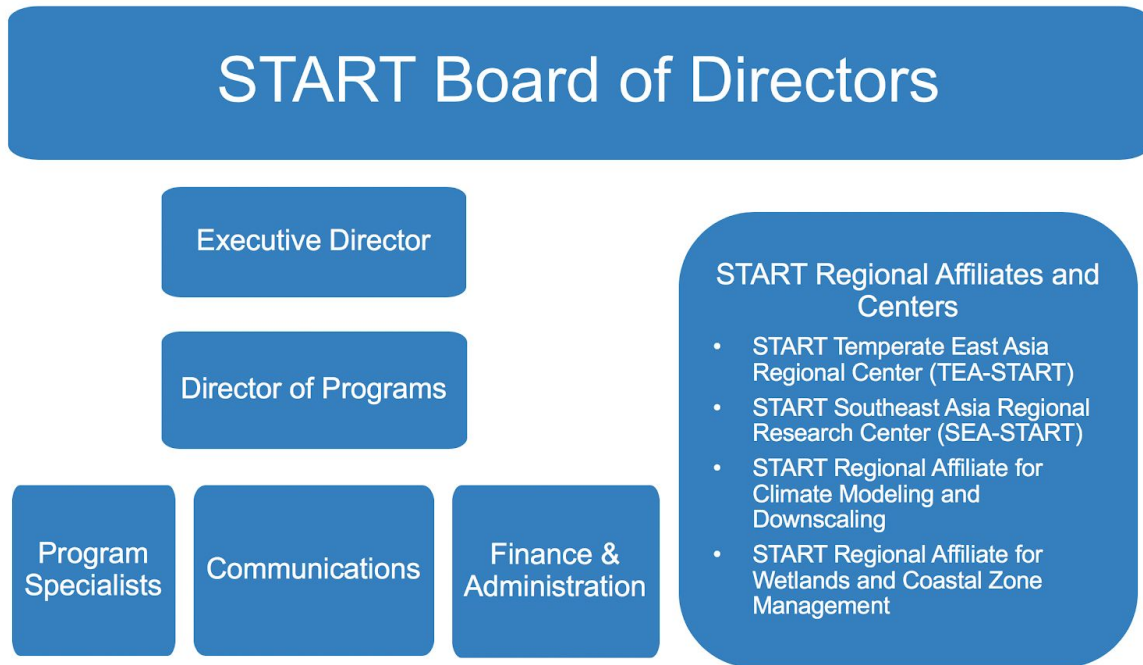 START Board of Directors
Executive Director
Director of Programs
Program
Specialists
Communications
Finance &
Administration
START Regional Affiliates and
Centers
• START Temperate East Asia
Regional Center (TEA-START)
• START Southeast Asia Regional
Research Center (SEA-START)
• START Regional Affiliate for
Climate Modeling and
Downscaling
• START Regional Affiliate for
Wetlands and Coastal Zone
Management